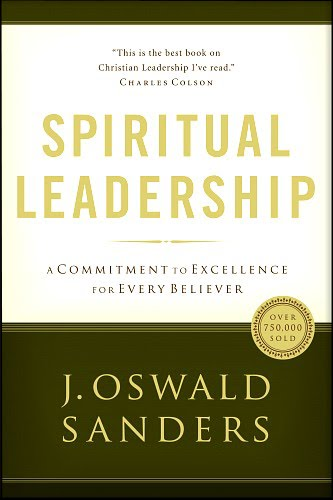 "This is the best book on
Christian Leadership I've read."
Charles Colson
SPIRITUAL
LEADERSHIP
A Commitment to Excellence
for Every Believer
OVER
750,000
SOLD
J. OSWALD
SANDERS